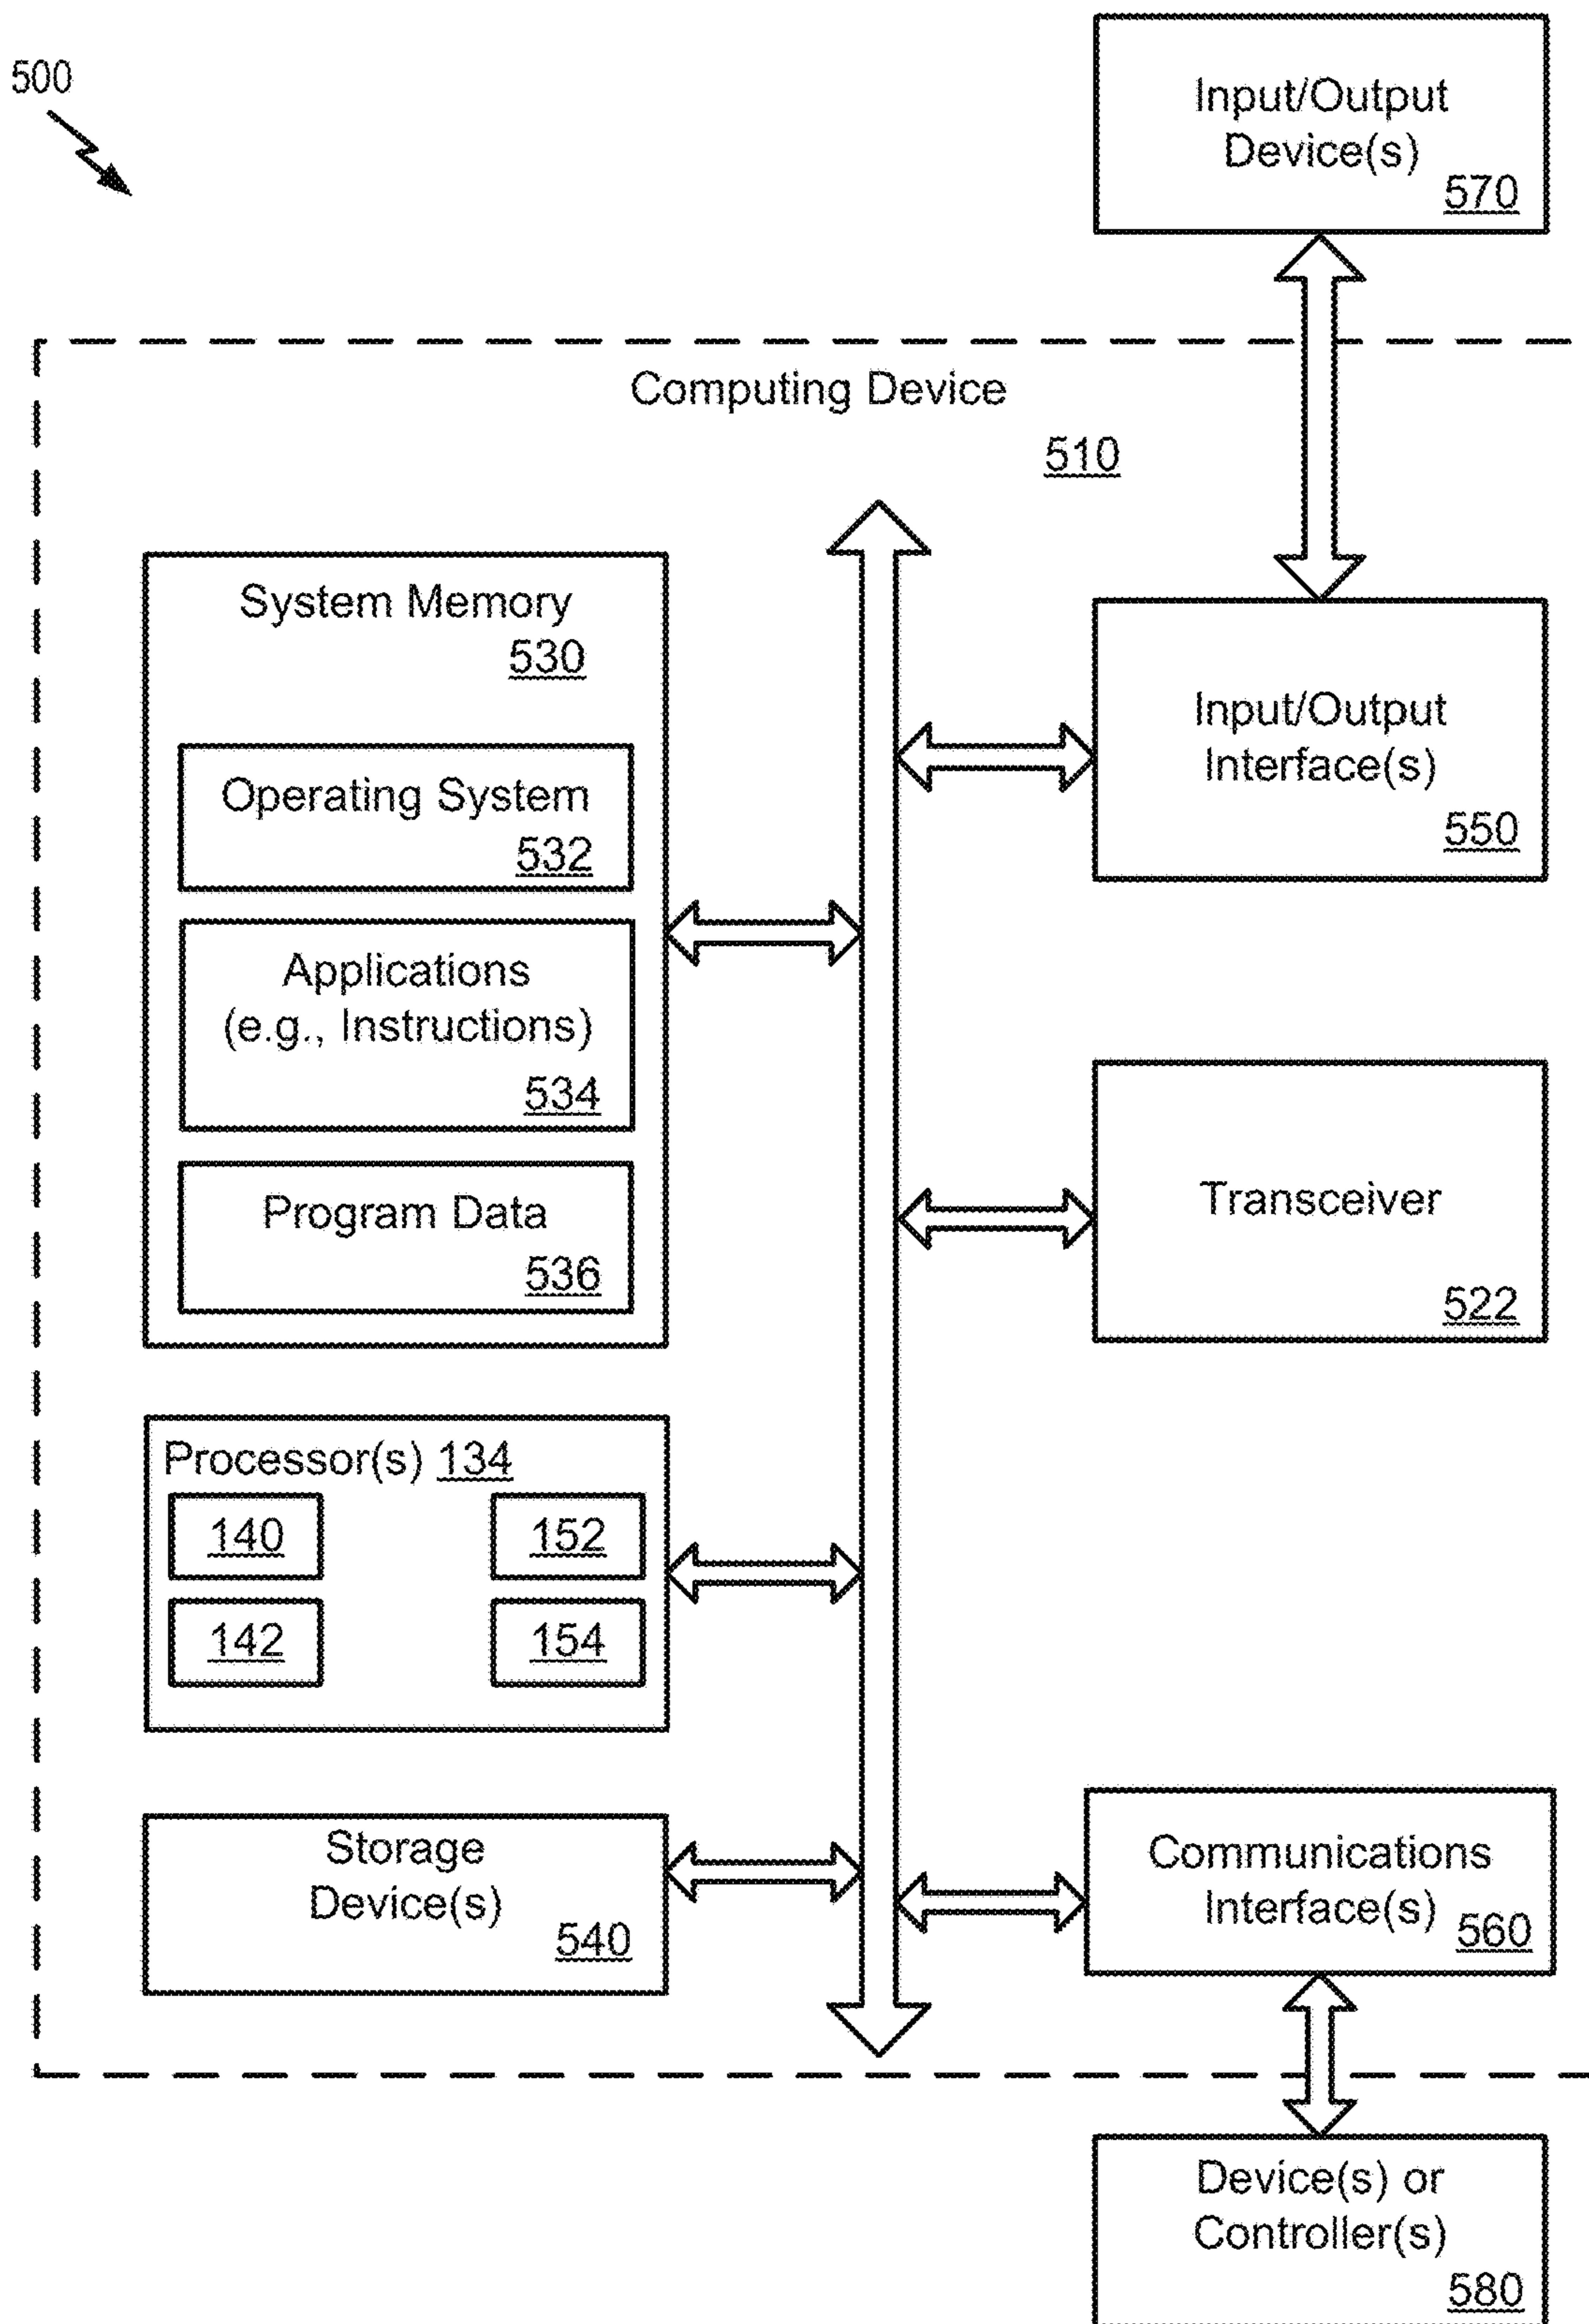 500
Input/Output
Device(s)
570
Computing Device
510
System Memory
530
Operating System
532
Applications
(e.g., Instructions)
534
Program Data
536
Processor(s) 134
140
152
142
154
Storage
Device(s)
540
Input/Output
Interface(s)
550
Transceiver
522
Communications
Interface(s)
560
Device(s) or
Controller(s)
580